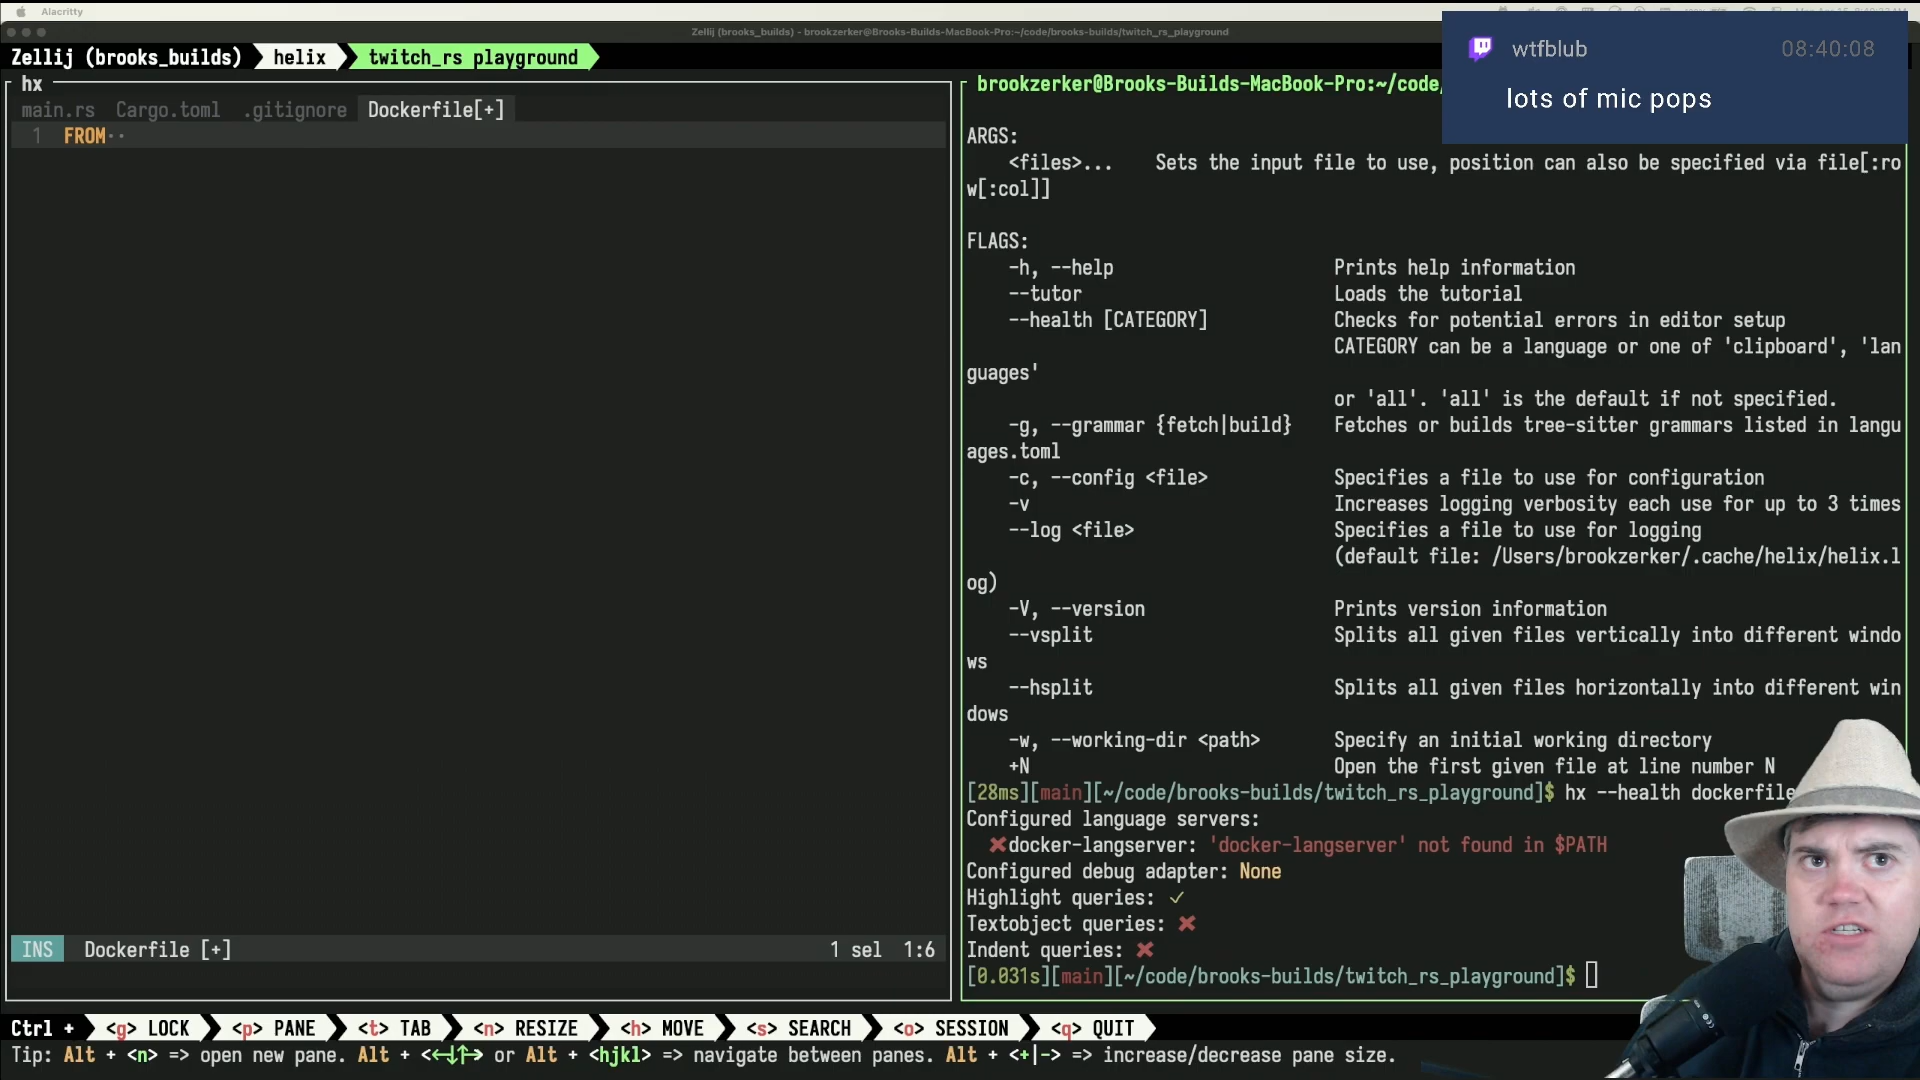 Alacritty
Zellij (brooks_builds) - brookzerker@Brooks-Builds-MacBook-Pro:~/code/brooks-builds/twitch_rs_playground
Zellij (brooks_builds) helix twitch_rs playground
hx
main.rs Cargo.toml .gitignore Dockerfile[+]
1 FROM··
INS Dockerfile [+] 1 sel 1:6
brookzerker@Brooks-Builds-MacBook-Pro:~/code/
ARGS:
<files>... Sets the input file to use, position can also be specified via file[:ro
w[:col]]
FLAGS:
-h, --help Prints help information
--tutor Loads the tutorial
--health [CATEGORY] Checks for potential errors in editor setup
CATEGORY can be a language or one of 'clipboard', 'lan
guages'
or 'all'. 'all' is the default if not specified.
-g, --grammar {fetch|build} Fetches or builds tree-sitter grammars listed in langu
ages.toml
-c, --config <file> Specifies a file to use for configuration
-v Increases logging verbosity each use for up to 3 times
--log <file> Specifies a file to use for logging
(default file: /Users/brookzerker/.cache/helix/helix.l
og)
-V, --version Prints version information
--vsplit Splits all given files vertically into different windo
ws
--hsplit Splits all given files horizontally into different win
dows
-w, --working-dir <path> Specify an initial working directory
+N Open the first given file at line number N
[28ms][main][~/code/brooks-builds/twitch_rs_playground]$ hx --health dockerfile
Configured language servers:
✘docker-langserver: 'docker-langserver' not found in $PATH
Configured debug adapter: None
Highlight queries: ✓
Textobject queries: ✘
Indent queries: ✘
[0.031s][main][~/code/brooks-builds/twitch_rs_playground]$
wtfblub 08:40:08
lots of mic pops
Ctrl + <g> LOCK <p> PANE <t> TAB <n> RESIZE <h> MOVE <s> SEARCH <o> SESSION <q> QUIT
Tip: Alt + <n> => open new pane. Alt + <←↓↑→> or Alt + <hjkl> => navigate between panes. Alt + <+|-> => increase/decrease pane size.